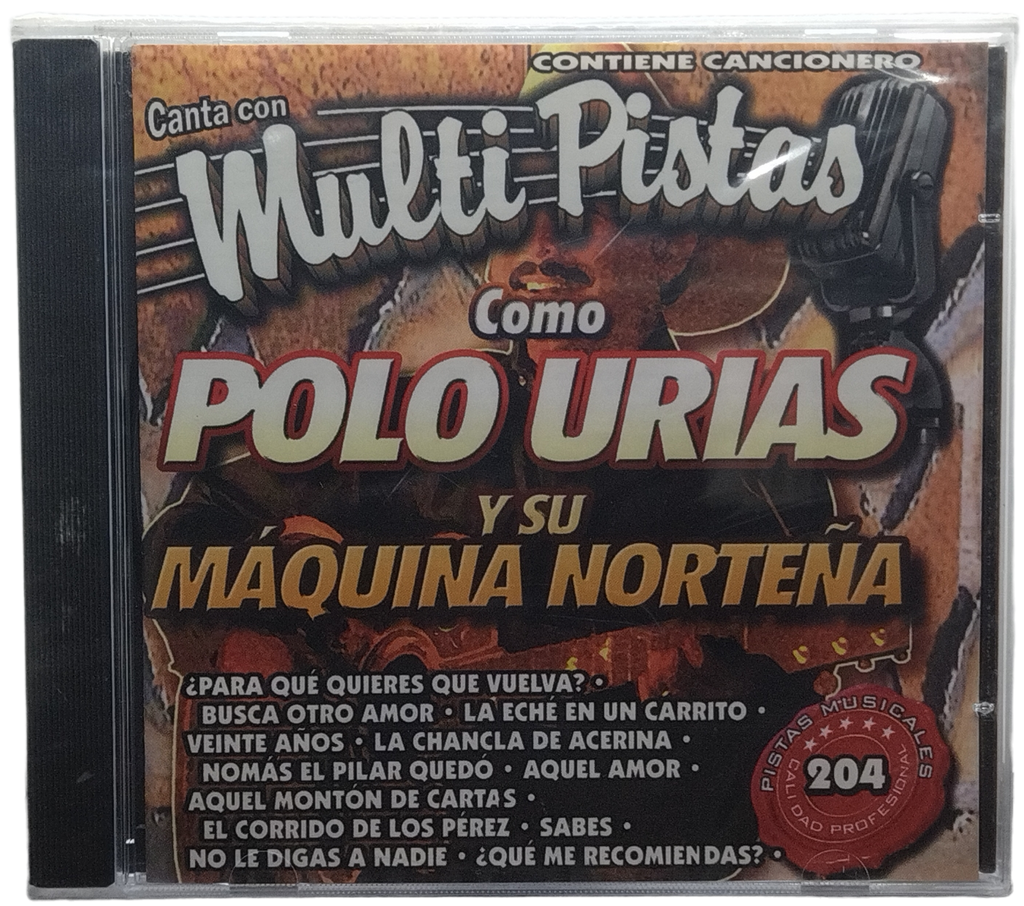 CONTIENE CANCIONERO
Canta con
Multi Pistas
Como
POLO URIAS
Y SU
MÁQUINA NORTEÑA
¿PARA QUÉ QUIERES QUE VUELVA? •
BUSCA OTRO AMOR • LA ECHÉ EN UN CARRITO •
VEINTE AÑOS • LA CHANCLA DE ACERINA •
NOMÁS EL PILAR QUEDÓ • AQUEL AMOR •
AQUEL MONTÓN DE CARTAS •
EL CORRIDO DE LOS PÉREZ • SABES •
NO LE DIGAS A NADIE • ¿QUÉ ME RECOMIENDAS? •
PISTAS MUSICALES
204
CALIDAD PROFESIONAL